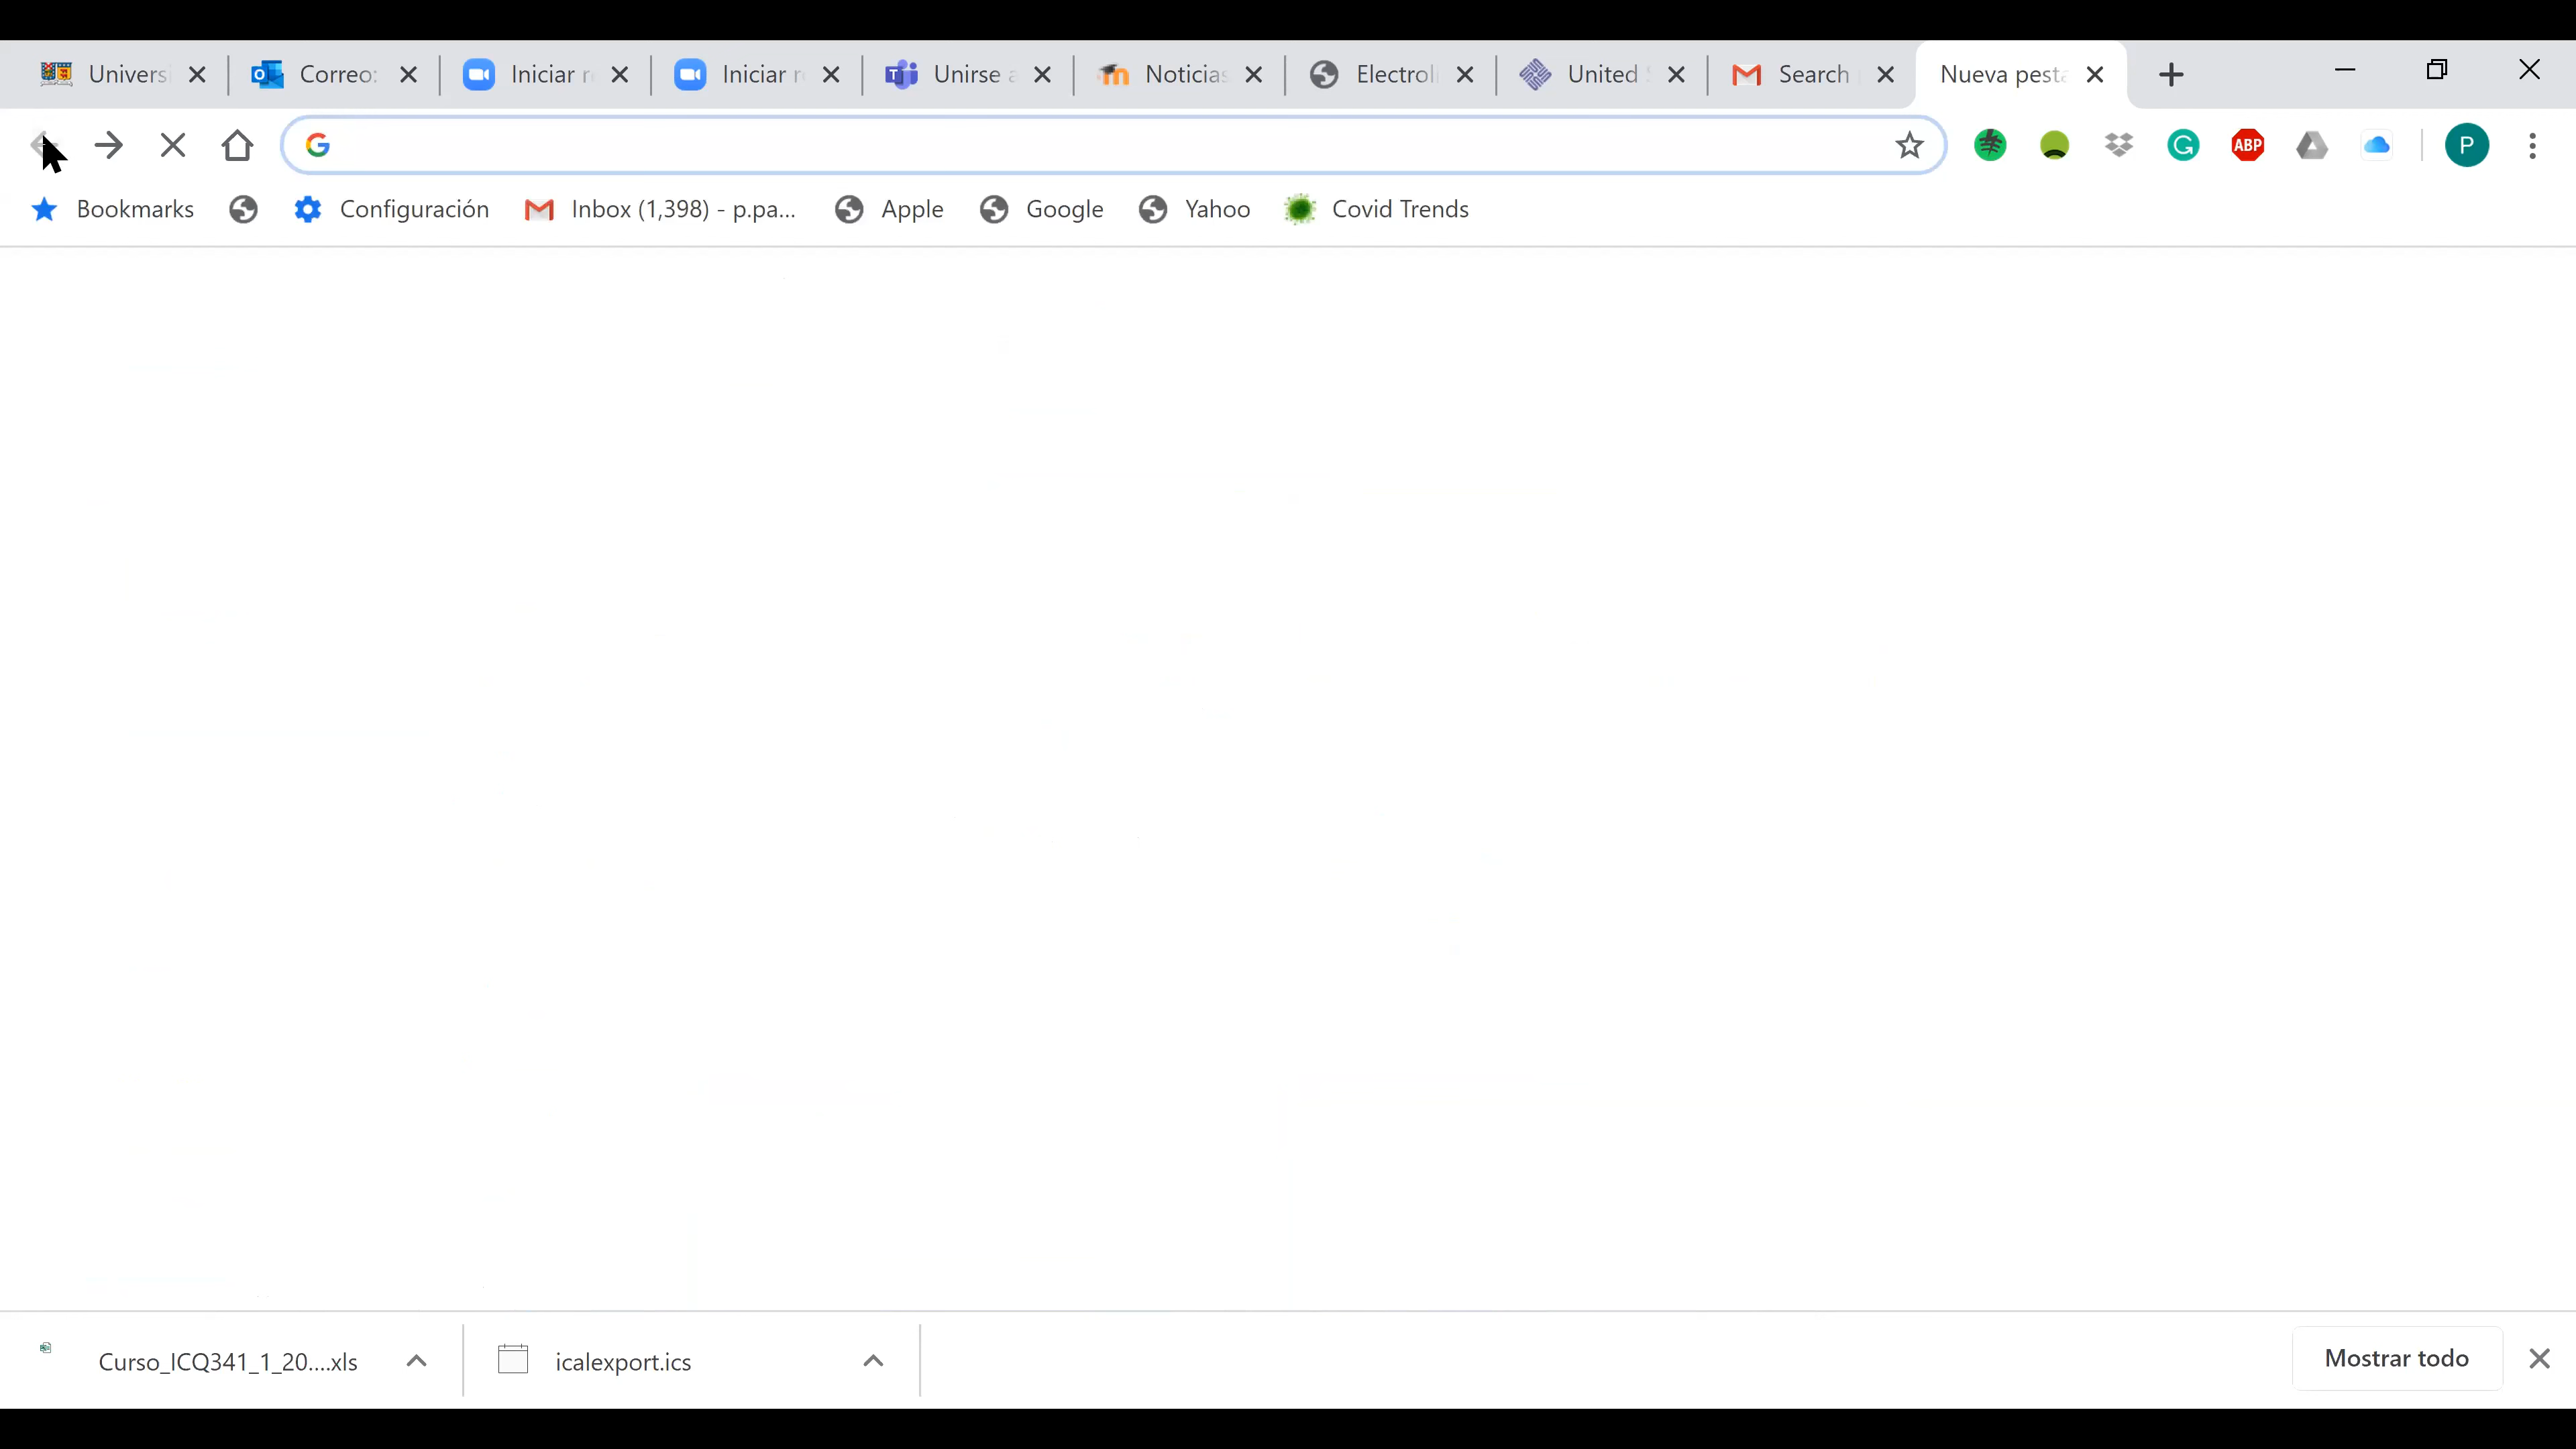 Univers Correo: Iniciar r Iniciar r Unirse a Noticias Electroli United Search Nueva pesta
G
ABP P
Bookmarks Configuración Inbox (1,398) - p.pa... Apple Google Yahoo Covid Trends
Curso_ICQ341_1_20....xls icalexport.ics Mostrar todo